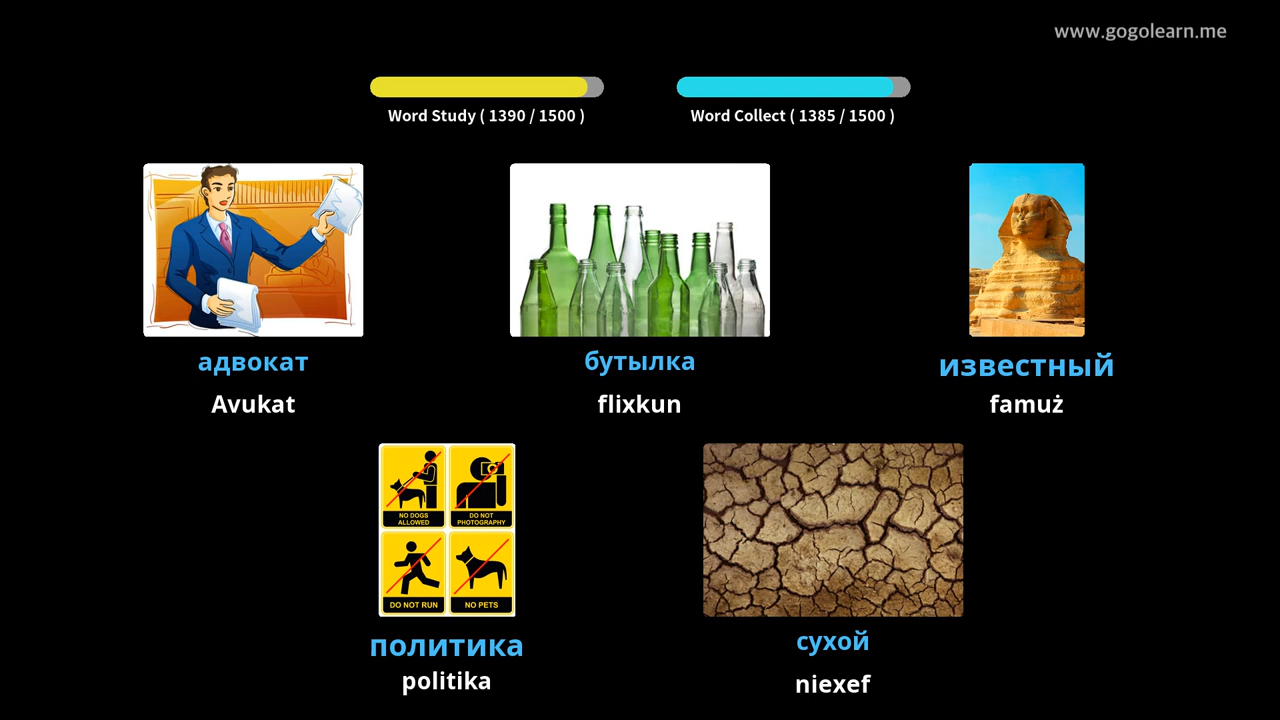 www.gogolearn.me
Word Study ( 1390 / 1500 )
Word Collect ( 1385 / 1500 )
адвокат
Avukat
бутылка
flixkun
известный
famuż
NO DOGS
ALLOWED
DO NOT
PHOTOGRAPHY
DO NOT RUN
NO PETS
политика
politika
сухой
niexef